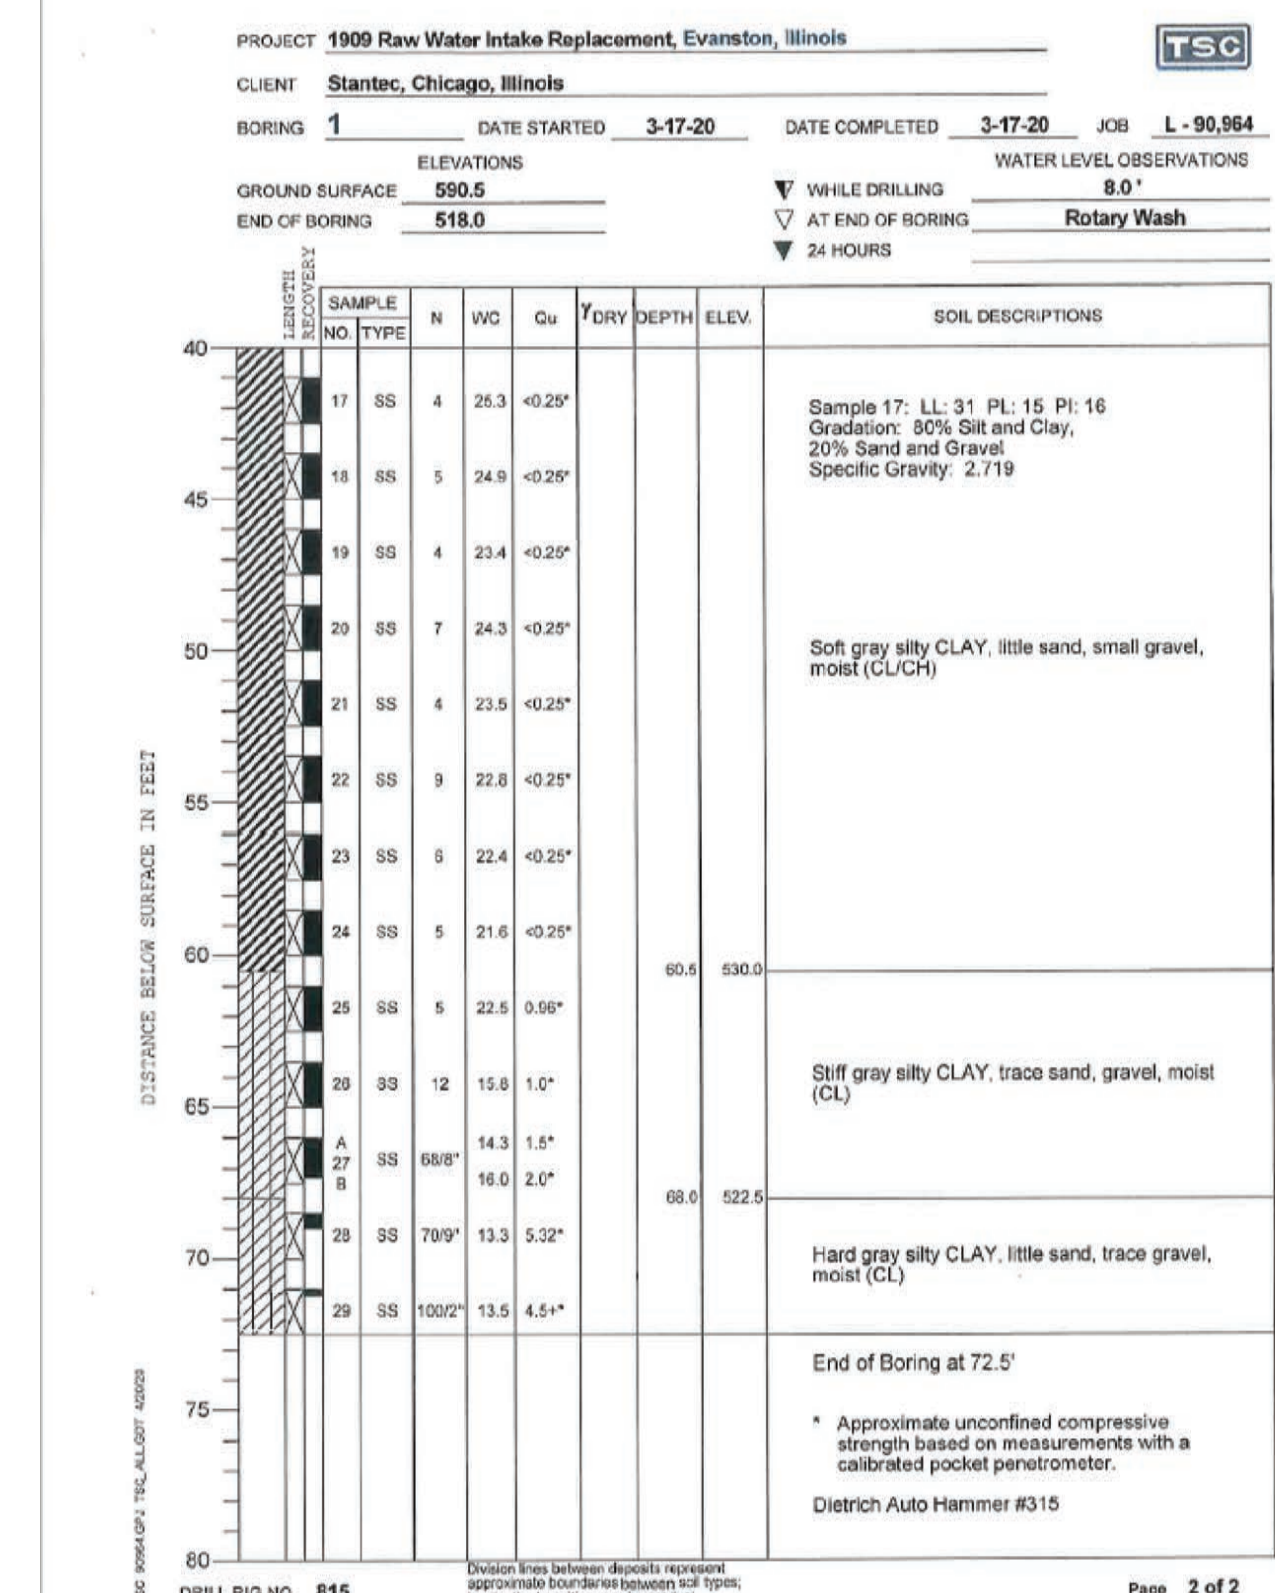 PROJECT 1909 Raw Water Intake Replacement, Evanston, Illinois
TSC
CLIENT Stantec, Chicago, Illinois
BORING 1 DATE STARTED 3-17-20 DATE COMPLETED 3-17-20 JOB L - 90,964
ELEVATIONS WATER LEVEL OBSERVATIONS
GROUND SURFACE 590.5 WHILE DRILLING 8.0 '
END OF BORING 518.0 AT END OF BORING Rotary Wash
24 HOURS
LENGTH
RECOVERY
SAMPLE
NO. TYPE N WC Qu γDRY DEPTH ELEV. SOIL DESCRIPTIONS
40
17 SS 4 25.3 <0.25*
Sample 17: LL: 31 PL: 15 PI: 16
Gradation: 80% Silt and Clay,
20% Sand and Gravel
Specific Gravity: 2.719
18 SS 5 24.9 <0.25*
45
19 SS 4 23.4 <0.25*
20 SS 7 24.3 <0.25*
50
Soft gray silty CLAY, little sand, small gravel,
moist (CL/CH)
21 SS 4 23.5 <0.25*
22 SS 9 22.8 <0.25*
55
23 SS 6 22.4 <0.25*
24 SS 5 21.6 <0.25*
60
60.5 530.0
25 SS 5 22.5 0.96*
26 SS 12 15.8 1.0*
Stiff gray silty CLAY, trace sand, gravel, moist
(CL)
65
A 14.3 1.5*
27 SS 68/8"
B 16.0 2.0*
68.0 522.5
28 SS 70/9" 13.3 5.32*
70
Hard gray silty CLAY, little sand, trace gravel,
moist (CL)
29 SS 100/2" 13.5 4.5+*
End of Boring at 72.5'
75
* Approximate unconfined compressive
strength based on measurements with a
calibrated pocket penetrometer.
Dietrich Auto Hammer #315
80
DISTANCE BELOW SURFACE IN FEET
90964.GPJ TSC_ALL.GDT 4/20/20
Division lines between deposits represent
approximate boundaries between soil types;
DRILL RIG NO. 815
Page 2 of 2